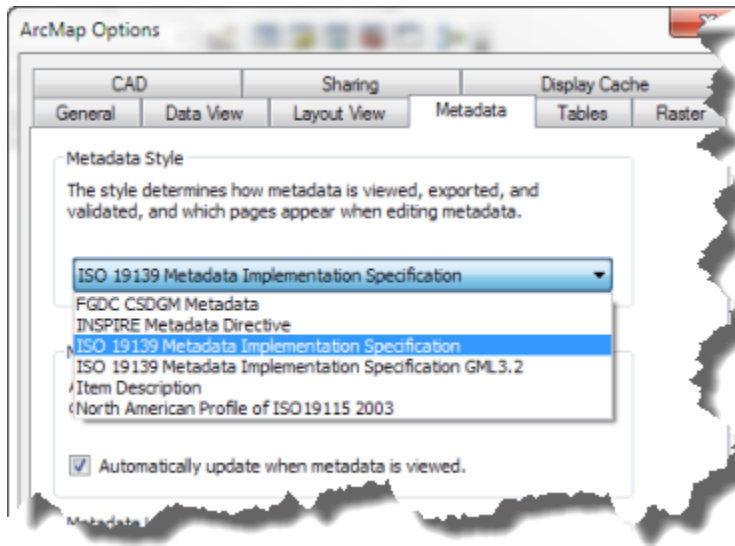 ArcMap Options
CAD Sharing Display Cache
General Data View Layout View Metadata Tables Raster
Metadata Style
The style determines how metadata is viewed, exported, and
validated, and which pages appear when editing metadata.
ISO 19139 Metadata Implementation Specification
FGDC CSDGM Metadata
INSPIRE Metadata Directive
ISO 19139 Metadata Implementation Specification
ISO 19139 Metadata Implementation Specification GML3.2
Item Description
North American Profile of ISO19115 2003
Automatically update when metadata is viewed.
Metadata